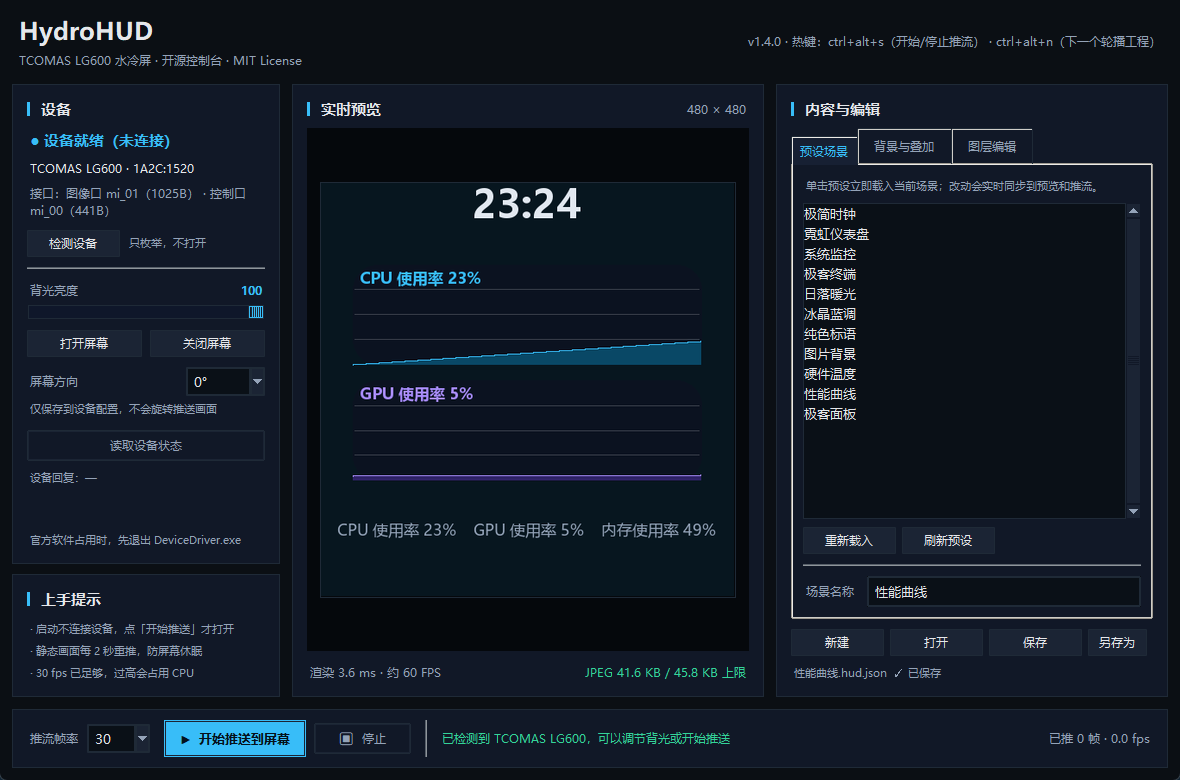 HydroHUD
TCOMAS LG600 水冷屏 · 开源控制台 · MIT License
v1.4.0 · 热键：ctrl+alt+s（开始/停止推流） · ctrl+alt+n（下一个轮播工程）
设备
● 设备就绪（未连接）
TCOMAS LG600 · 1A2C:1520
接口：图像口 mi_01（1025B） · 控制口
mi_00（441B）
检测设备
只枚举，不打开
背光亮度
100
打开屏幕
关闭屏幕
屏幕方向
0°
仅保存到设备配置，不会旋转推送画面
读取设备状态
设备回复：—
官方软件占用时，先退出 DeviceDriver.exe
上手提示
· 启动不连接设备，点「开始推送」才打开
· 静态画面每 2 秒重推，防屏幕休眠
· 30 fps 已足够，过高会占用 CPU
实时预览
480 × 480
23:24
CPU 使用率 23%
GPU 使用率 5%
CPU 使用率 23%
GPU 使用率 5%
内存使用率 49%
渲染 3.6 ms · 约 60 FPS
JPEG 41.6 KB / 45.8 KB 上限
内容与编辑
预设场景
背景与叠加
图层编辑
单击预设立即载入当前场景；改动会实时同步到预览和推流。
极简时钟
霓虹仪表盘
系统监控
极客终端
日落暖光
冰晶蓝调
纯色标语
图片背景
硬件温度
性能曲线
极客面板
重新载入
刷新预设
场景名称
性能曲线
新建
打开
保存
另存为
性能曲线.hud.json ✓ 已保存
推流帧率
30
► 开始推送到屏幕
▣ 停止
已检测到 TCOMAS LG600，可以调节背光或开始推送
已推 0 帧 · 0.0 fps